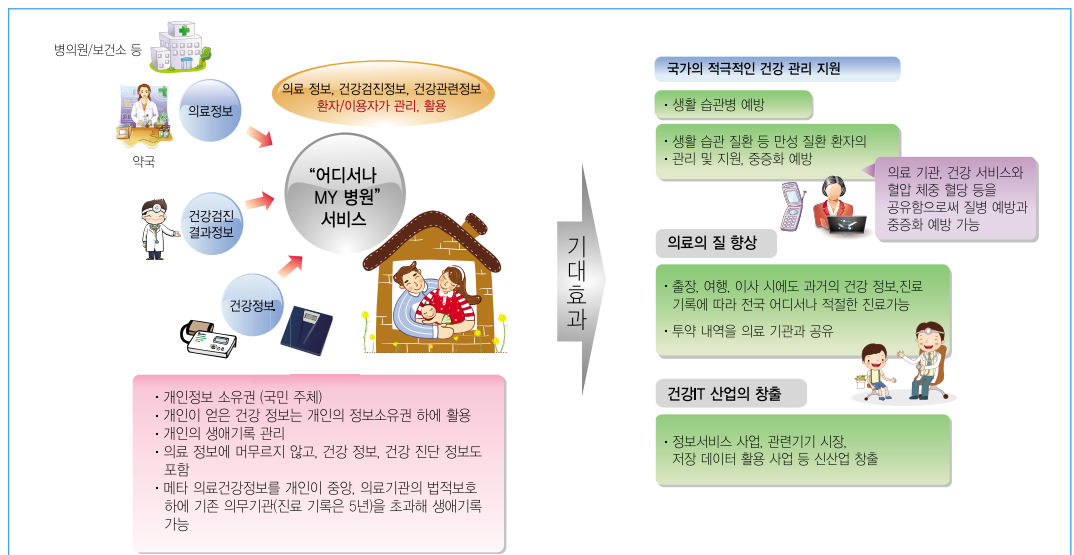 병의원/보건소 등
의료정보
약국
의료 정보, 건강검진정보, 건강관련정보
환자/이용자가 관리, 활용
“어디서나
MY 병원”
서비스
건강검진
결과정보
건강정보.
· 개인정보 소유권 (국민 주체)
· 개인이 얻은 건강 정보는 개인의 정보소유권 하에 활용
· 개인의 생애기록 관리
· 의료 정보에 머무르지 않고, 건강 정보, 건강 진단 정보도
포함
· 메타 의료건강정보를 개인이 중앙, 의료기관의 법적보호
하에 기존 의무기관(진료 기록은 5년)을 초과해 생애기록
가능
기대효과
국가의 적극적인 건강 관리 지원
· 생활 습관병 예방
· 생활 습관 질환 등 만성 질환 환자의
· 관리 및 지원, 중증화 예방
의료 기관, 건강 서비스와
혈압 체중 혈당 등을
공유함으로써 질병 예방과
중증화 예방 가능
의료의 질 향상
· 출장, 여행, 이사 시에도 과거의 건강 정보,진료
기록에 따라 전국 어디서나 적절한 진료가능
· 투약 내역을 의료 기관과 공유
건강IT 산업의 창출
· 정보서비스 사업, 관련기기 시장,
저장 데이터 활용 사업 등 신산업 창출